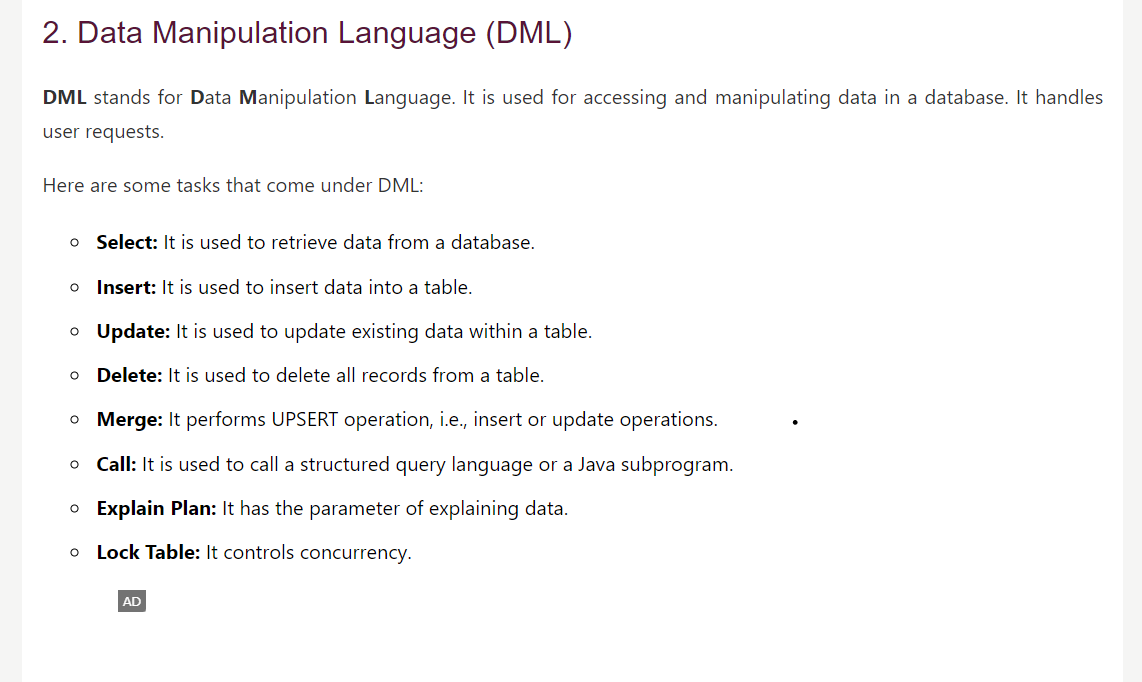 2. Data Manipulation Language (DML)
DML stands for Data Manipulation Language. It is used for accessing and manipulating data in a database. It handles
user requests.
Here are some tasks that come under DML:
Select: It is used to retrieve data from a database.
Insert: It is used to insert data into a table.
Update: It is used to update existing data within a table.
Delete: It is used to delete all records from a table.
Merge: It performs UPSERT operation, i.e., insert or update operations.
Call: It is used to call a structured query language or a Java subprogram.
Explain Plan: It has the parameter of explaining data.
Lock Table: It controls concurrency.
AD